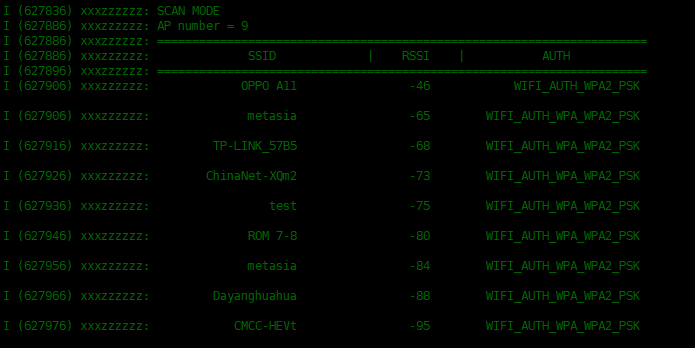 I (627836) xxxzzzzzz: SCAN MODE
I (627886) xxxzzzzzz: AP number = 9
I (627886) xxxzzzzzz: ======================================================================
I (627886) xxxzzzzzz: SSID | RSSI | AUTH
I (627896) xxxzzzzzz: ======================================================================
I (627906) xxxzzzzzz: OPPO A11 -46 WIFI_AUTH_WPA2_PSK
I (627906) xxxzzzzzz: metasia -65 WIFI_AUTH_WPA_WPA2_PSK
I (627916) xxxzzzzzz: TP-LINK_57B5 -68 WIFI_AUTH_WPA_WPA2_PSK
I (627926) xxxzzzzzz: ChinaNet-XQm2 -73 WIFI_AUTH_WPA_WPA2_PSK
I (627936) xxxzzzzzz: test -75 WIFI_AUTH_WPA_WPA2_PSK
I (627946) xxxzzzzzz: ROM 7-8 -80 WIFI_AUTH_WPA_WPA2_PSK
I (627956) xxxzzzzzz: metasia -84 WIFI_AUTH_WPA_WPA2_PSK
I (627966) xxxzzzzzz: Dayanghuahua -88 WIFI_AUTH_WPA_WPA2_PSK
I (627976) xxxzzzzzz: CMCC-HEVt -95 WIFI_AUTH_WPA_WPA2_PSK